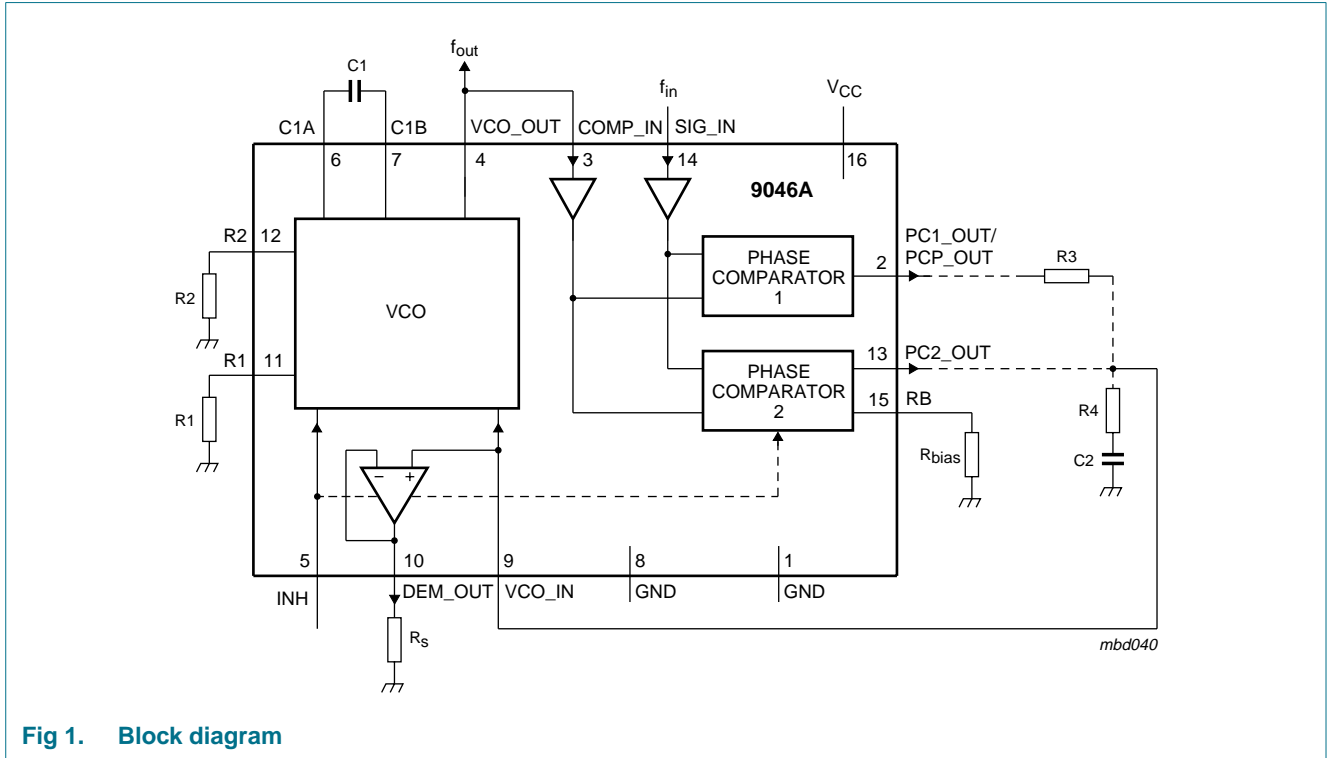 fout
C1
fin
VCC
C1A
C1B
VCO_OUT
COMP_IN
SIG_IN
6
7
4
3
14
16
9046A
R2
12
PC1_OUT/
PCP_OUT
R3
PHASE
COMPARATOR
1
2
R2
VCO
R1
11
13
PC2_OUT
PHASE
COMPARATOR
2
15
RB
R4
R1
Rbias
C2
− +
5
10
9
8
1
INH
DEM_OUT
VCO_IN
GND
GND
Rs
mbd040
Fig 1. Block diagram